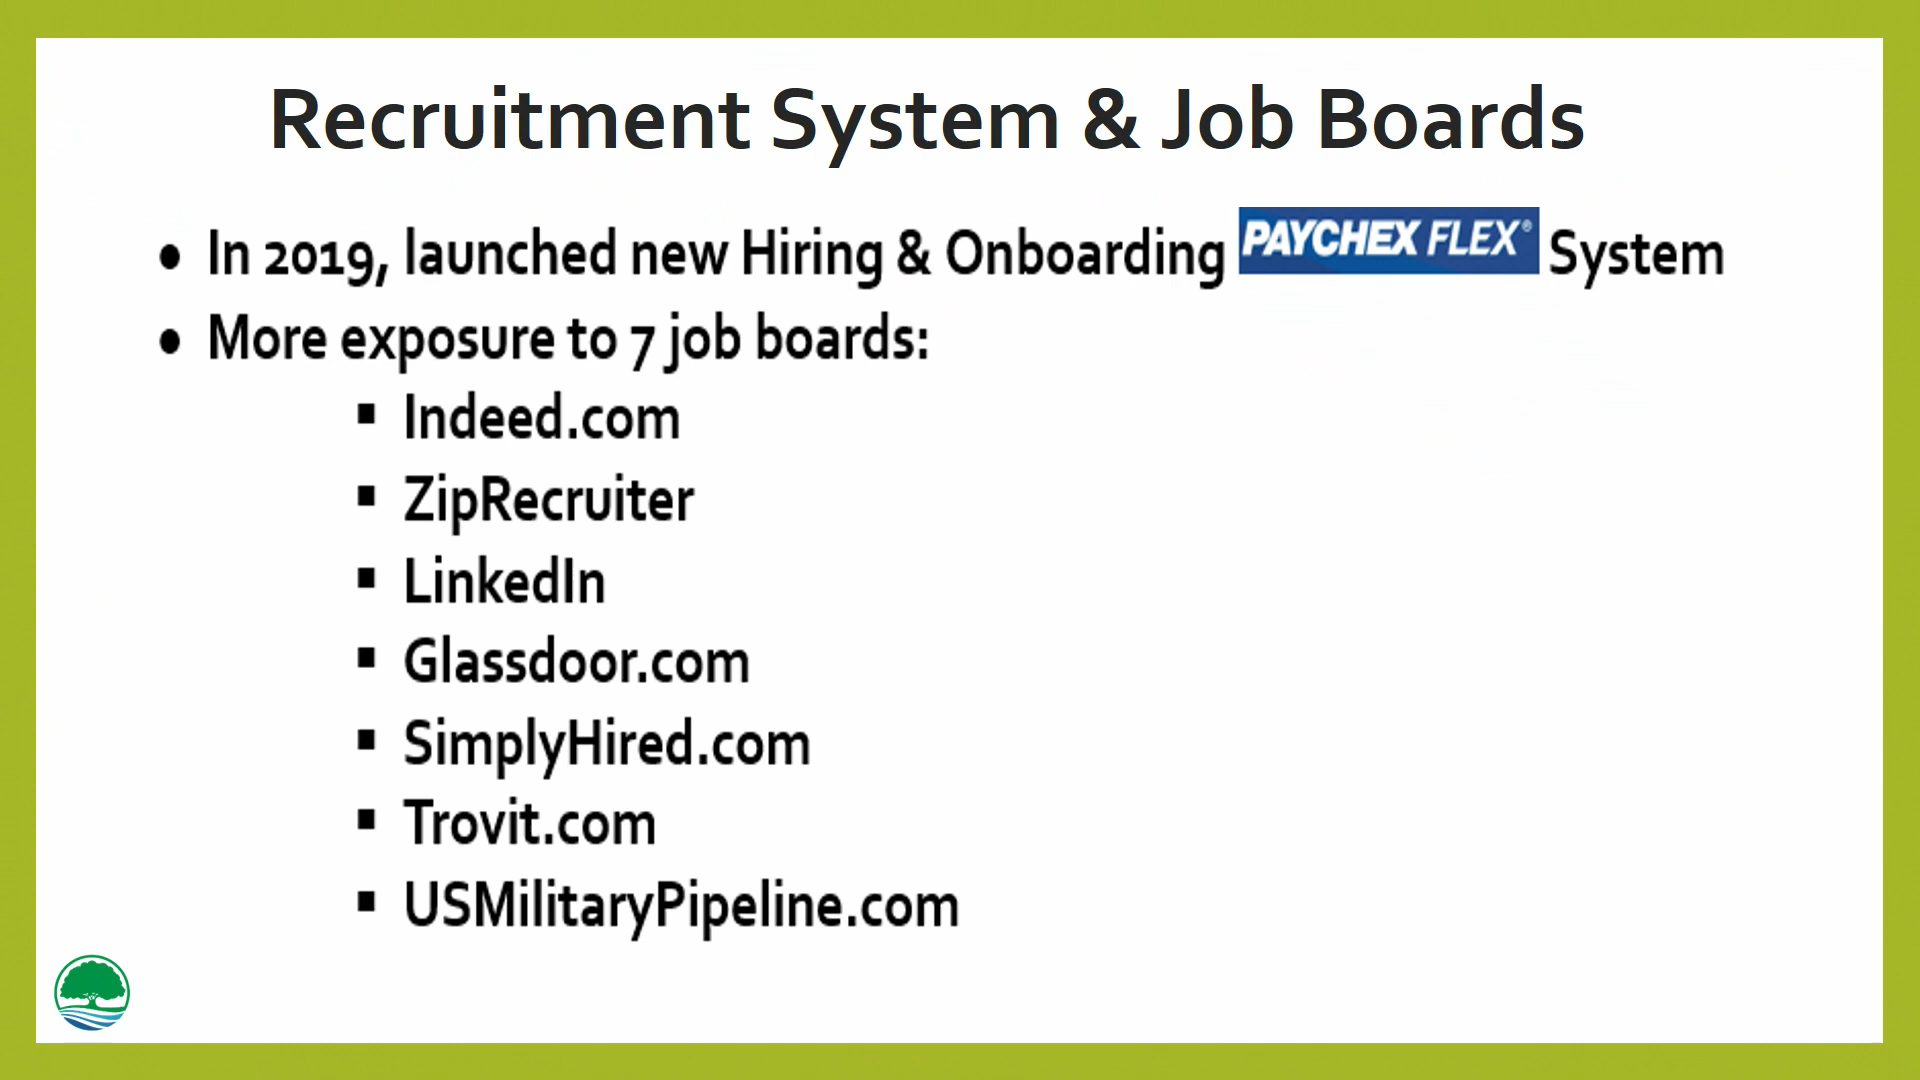 Recruitment System & Job Boards
• In 2019, launched new Hiring & Onboarding PAYCHEX FLEX® System
• More exposure to 7 job boards:
▪ Indeed.com
▪ ZipRecruiter
▪ LinkedIn
▪ Glassdoor.com
▪ SimplyHired.com
▪ Trovit.com
▪ USMilitaryPipeline.com